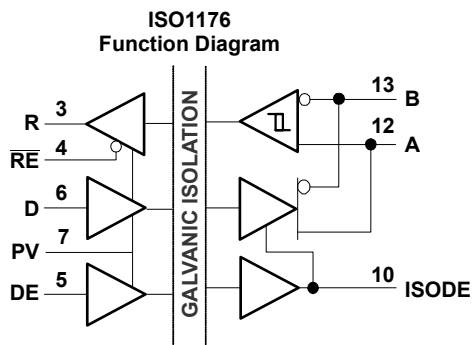 ISO1176
Function Diagram
R 3
RE 4
D 6
PV 7
DE 5
GALVANIC ISOLATION
13 B
12 A
10 ISODE